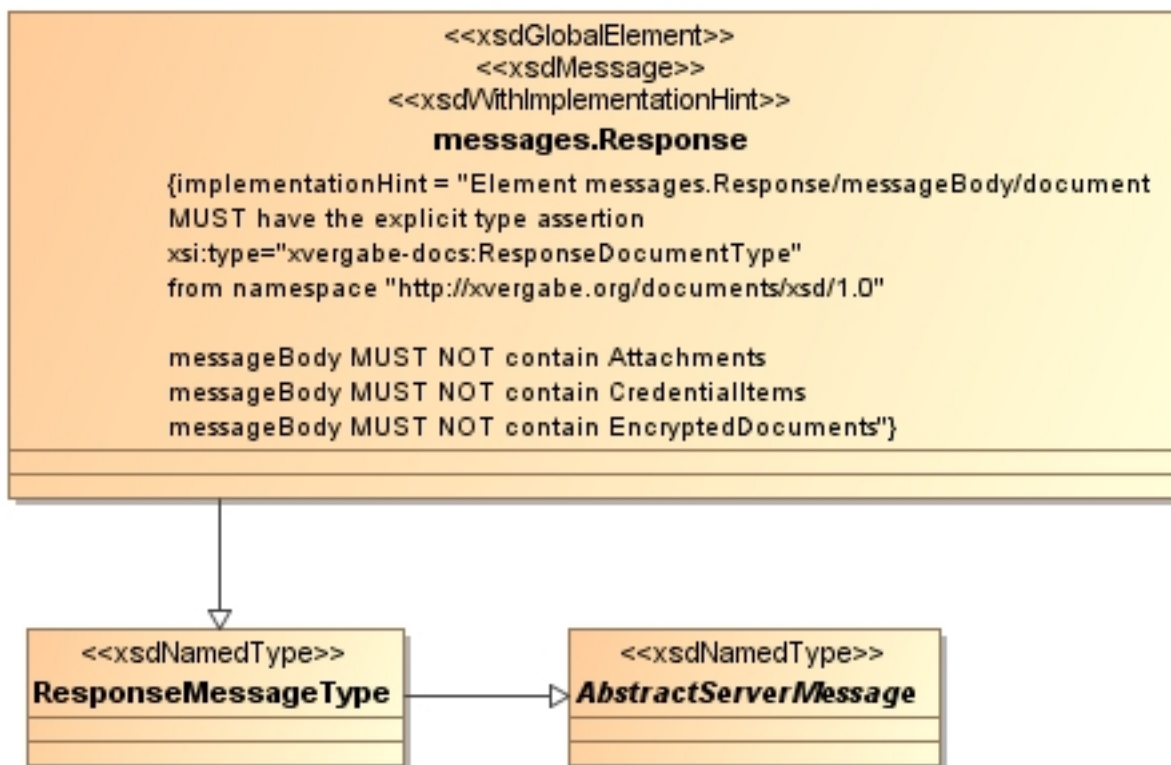 <<xsdGlobalElement>>
<<xsdMessage>>
<<xsdWithImplementationHint>>
messages.Response
{implementationHint = "Element messages.Response/messageBody/document
MUST have the explicit type assertion
xsi:type="xvergabe-docs:ResponseDocumentType"
from namespace "http://xvergabe.org/documents/xsd/1.0"
messageBody MUST NOT contain Attachments
messageBody MUST NOT contain CredentialItems
messageBody MUST NOT contain EncryptedDocuments"}
<<xsdNamedType>>
ResponseMessageType
<<xsdNamedType>>
AbstractServerMessage